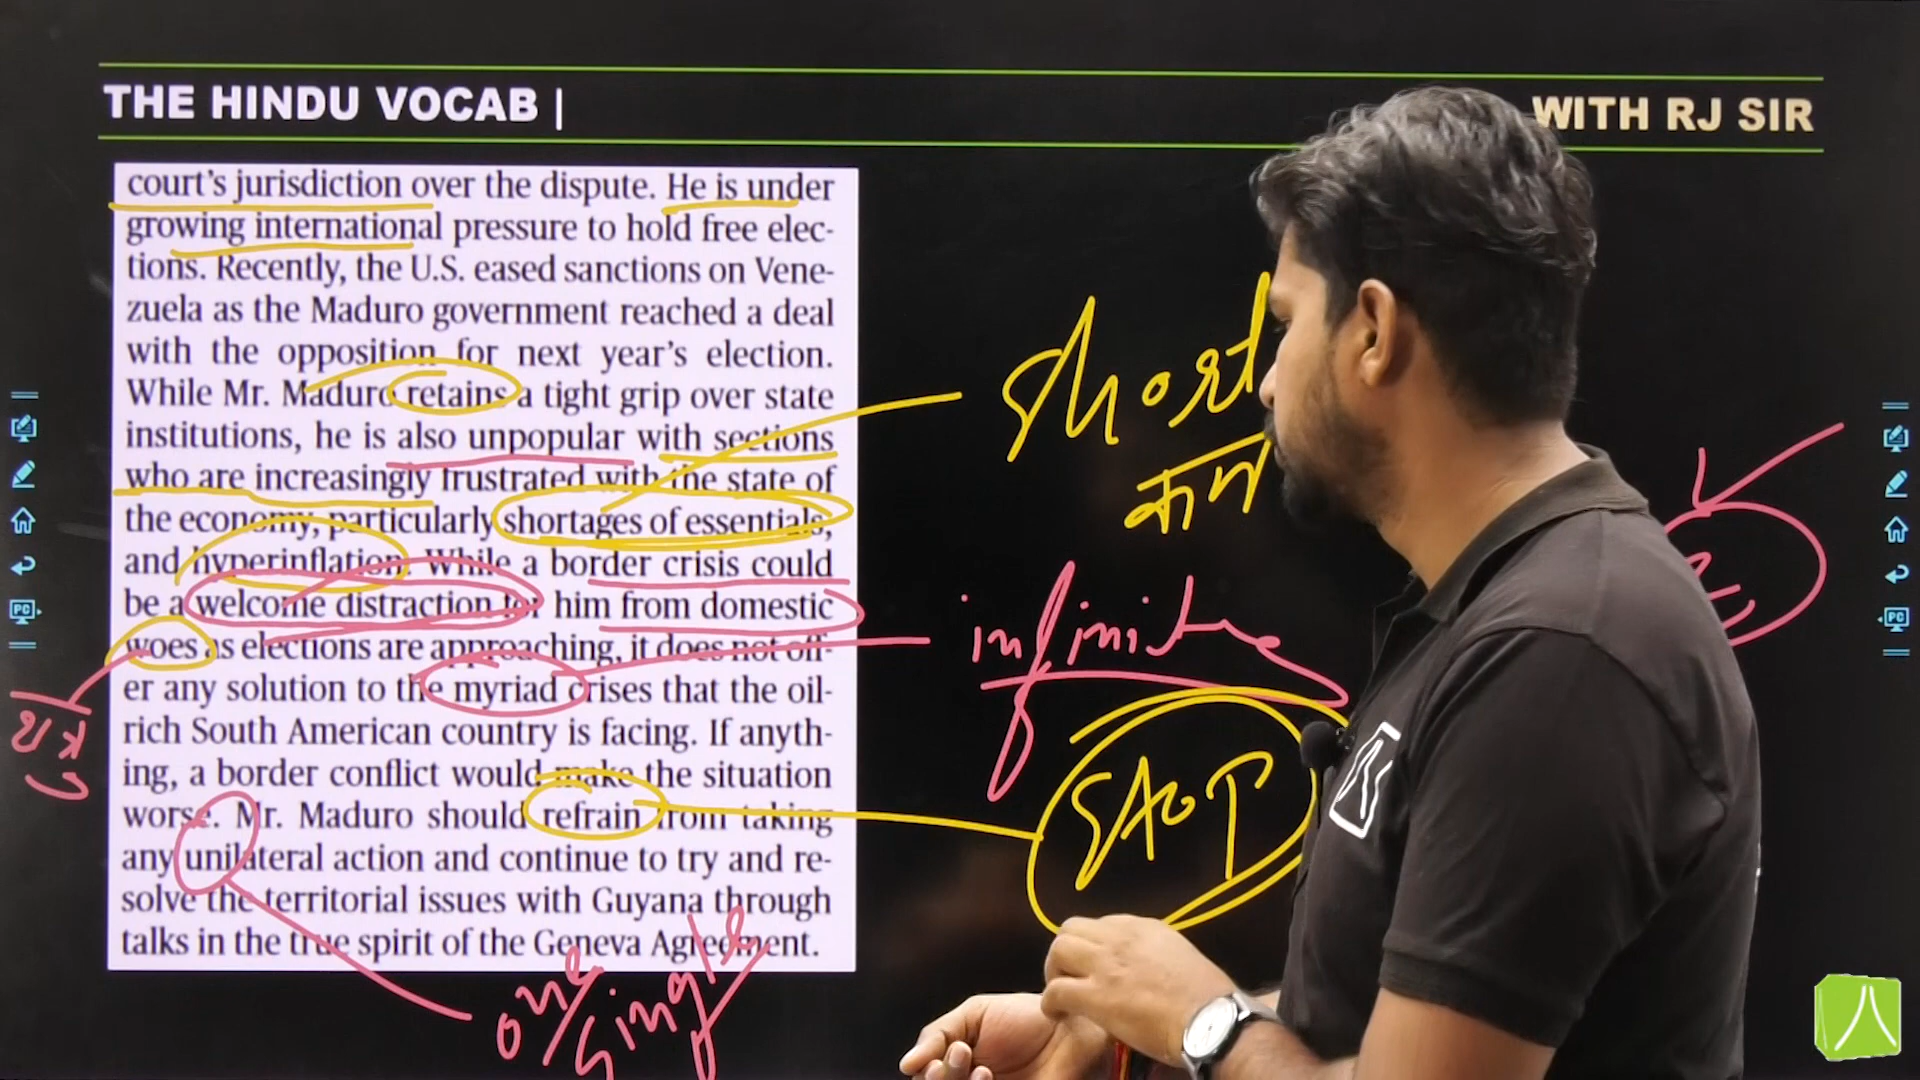 THE HINDU VOCAB |
WITH RJ SIR
court's jurisdiction over the dispute. He is under
growing international pressure to hold free elec-
tions. Recently, the U.S. eased sanctions on Vene-
zuela as the Maduro government reached a deal
with the opposition for next year's election.
While Mr. Maduro retains a tight grip over state
institutions, he is also unpopular with sections
who are increasingly frustrated with the state of
the economy, particularly shortages of essentials,
and hyperinflation. While a border crisis could
be a welcome distraction for him from domestic
woes as elections are approaching, it does not off-
er any solution to the myriad crises that the oil-
rich South American country is facing. If anyth-
ing, a border conflict would make the situation
worse. Mr. Maduro should refrain from taking
any unilateral action and continue to try and re-
solve the territorial issues with Guyana through
talks in the true spirit of the Geneva Agreement.
Short
infinite
one/
single
PC
PC